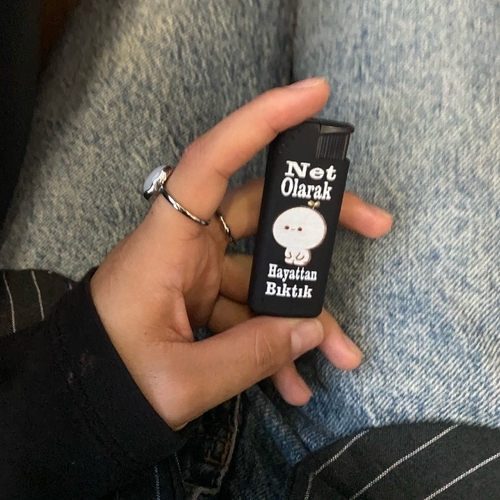 Net
Olarak
Hayattan
Bıktık